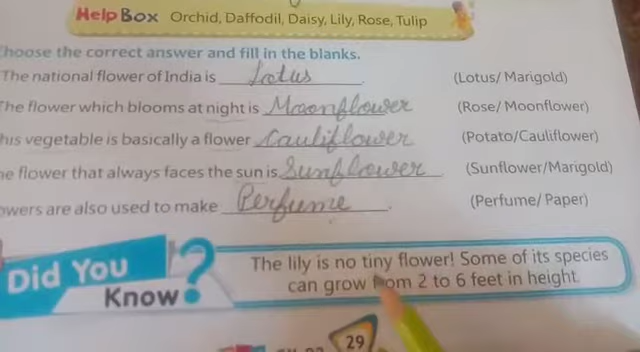 Help Box Orchid, Daffodil, Daisy, Lily, Rose, Tulip
Choose the correct answer and fill in the blanks.
The national flower of India is Lotus. (Lotus/ Marigold)
The flower which blooms at night is Moonflower (Rose/ Moonflower)
his vegetable is basically a flower Cauliflower (Potato/Cauliflower)
he flower that always faces the sun is Sunflower (Sunflower/Marigold)
owers are also used to make Perfume. (Perfume/ Paper)
Did You Know?
The lily is no tiny flower! Some of its species
can grow from 2 to 6 feet in height.
29